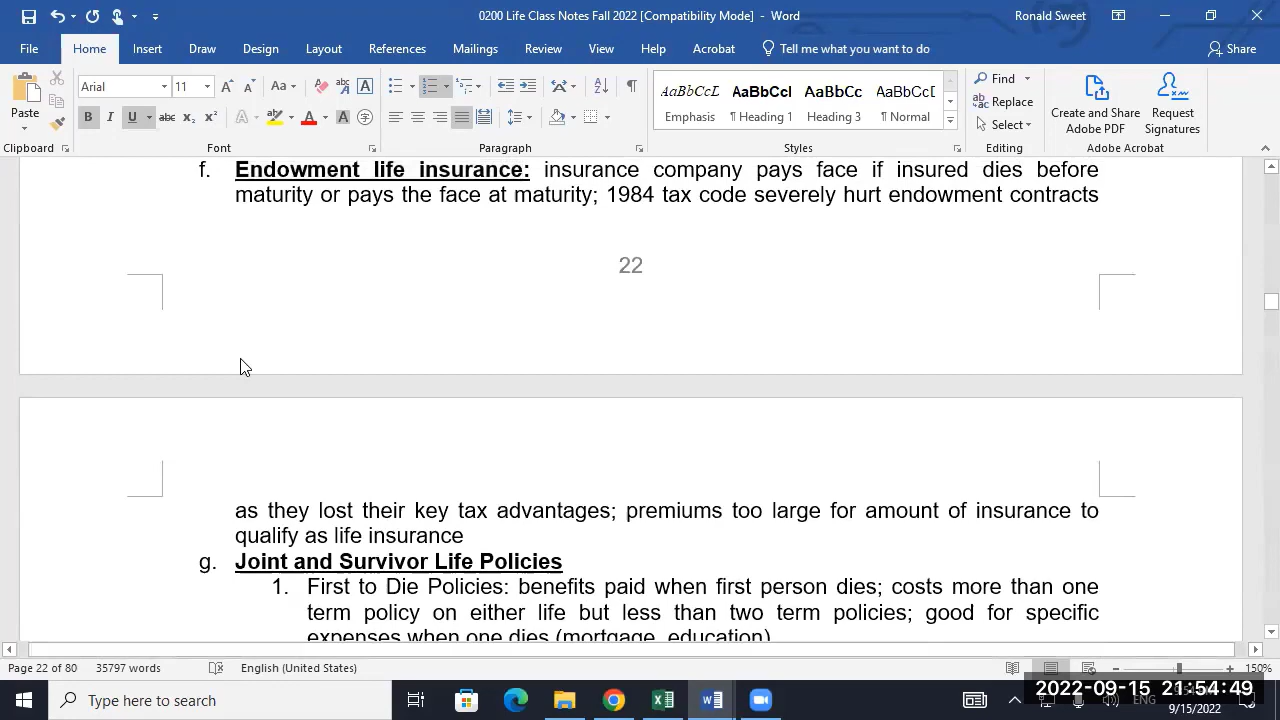 0200 Life Class Notes Fall 2022 [Compatibility Mode] - Word
Ronald Sweet
File Home Insert Draw Design Layout References Mailings Review View Help Acrobat Tell me what you want to do Share
Paste
Clipboard
Arial 11
Font
Paragraph
AaBbCcL AaBbCcI AaBbCc AaBbCcI
Emphasis ¶ Heading 1 Heading 3 ¶ Normal
Styles
Find
Replace
Select
Editing
Create and Share Adobe PDF
Request Signatures
Adobe Acrobat
f. Endowment life insurance: insurance company pays face if insured dies before
maturity or pays the face at maturity; 1984 tax code severely hurt endowment contracts
22
as they lost their key tax advantages; premiums too large for amount of insurance to
qualify as life insurance
g. Joint and Survivor Life Policies
1. First to Die Policies: benefits paid when first person dies; costs more than one
term policy on either life but less than two term policies; good for specific
expenses when one dies (mortgage, education)
Page 22 of 80 35797 words English (United States) 150%
Type here to search
2022-09-15 21:54:49
ENG
9/15/2022